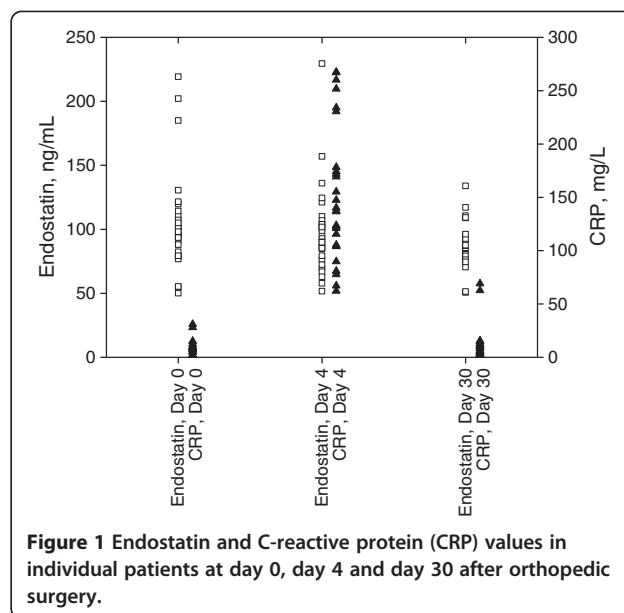 250
200
150
100
50
0
Endostatin, ng/mL
300
250
200
150
100
50
0
CRP, mg/L
Endostatin, Day 0
CRP, Day 0
Endostatin, Day 4
CRP, Day 4
Endostatin, Day 30
CRP, Day 30
Figure 1 Endostatin and C-reactive protein (CRP) values in
individual patients at day 0, day 4 and day 30 after orthopedic
surgery.